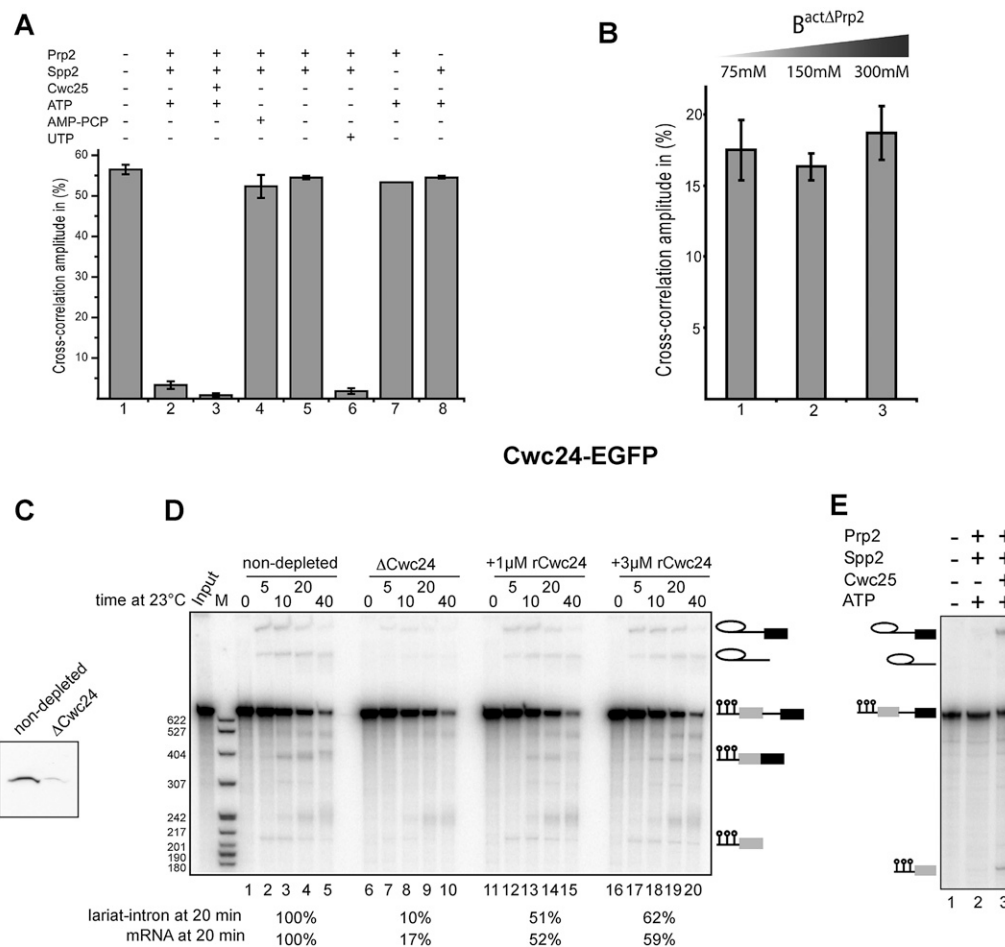 A
Prp2 - + + + + + + -
Spp2 - + + + + + - +
Cwc25 - - + - - - - -
ATP - + + - - - + +
AMP-PCP - - - + - - - -
UTP - - - - - + - -
Cross-correlation amplitude in (%)
60
50
40
30
20
10
1 2 3 4 5 6 7 8
B
BactΔPrp2
75mM 150mM 300mM
Cross-correlation amplitude in (%)
20
15
10
5
1 2 3
Cwc24-EGFP
C
non-depleted
ΔCwc24
D
non-depleted ΔCwc24 +1μM rCwc24 +3μM rCwc24
5 20 5 20 5 20 5 20
time at 23°C 0 10 40 0 10 40 0 10 40 0 10 40
Input
M
622
527
404
307
242
217
201
190
180
1 2 3 4 5 6 7 8 9 10 11 12 13 14 15 16 17 18 19 20
lariat-intron at 20 min 100% 10% 51% 62%
mRNA at 20 min 100% 17% 52% 59%
E
Prp2 - + +
Spp2 - + +
Cwc25 - - +
ATP - + +
1 2 3